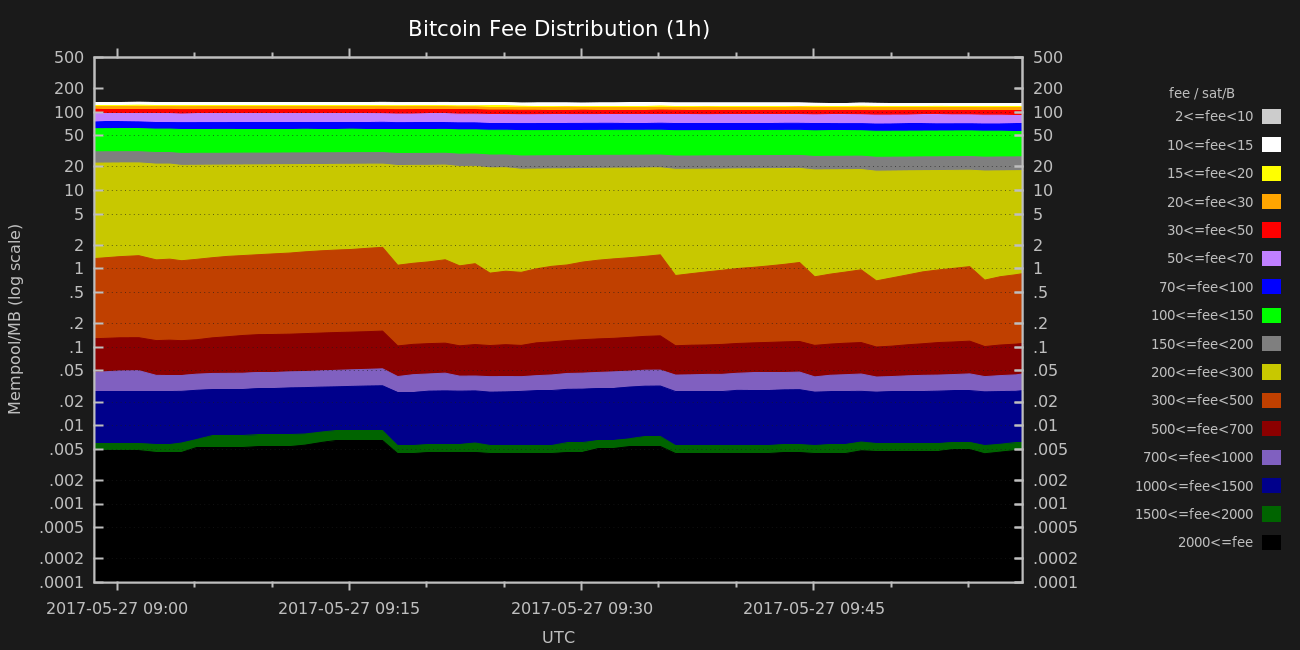 Bitcoin Fee Distribution (1h)
500
200
100
50
20
10
5
2
1
.5
.2
.1
.05
.02
.01
.005
.002
.001
.0005
.0002
.0001
Mempool/MB (log scale)
500
200
100
50
20
10
5
2
1
.5
.2
.1
.05
.02
.01
.005
.002
.001
.0005
.0002
.0001
fee / sat/B
2<=fee<10
10<=fee<15
15<=fee<20
20<=fee<30
30<=fee<50
50<=fee<70
70<=fee<100
100<=fee<150
150<=fee<200
200<=fee<300
300<=fee<500
500<=fee<700
700<=fee<1000
1000<=fee<1500
1500<=fee<2000
2000<=fee
2017-05-27 09:00 2017-05-27 09:15 2017-05-27 09:30 2017-05-27 09:45
UTC